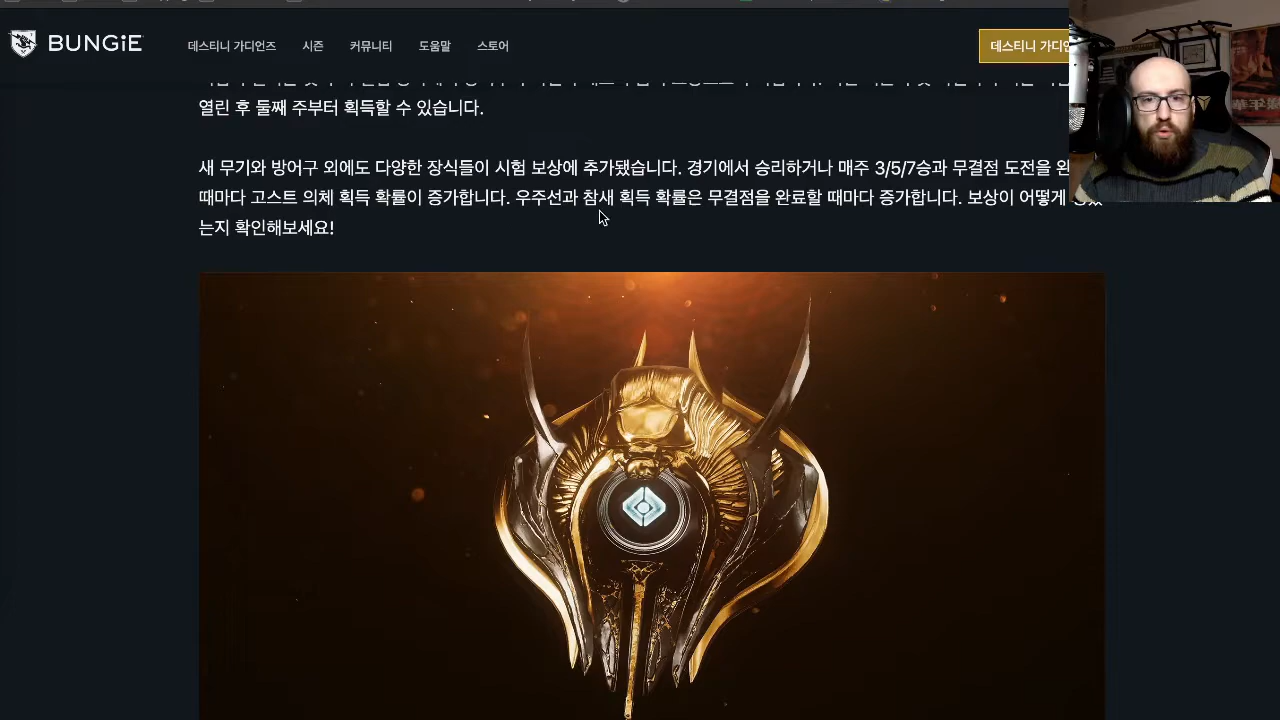 BUNGiE
데스티니 가디언즈
시즌
커뮤니티
도움말
스토어
데스티니 가디언
열린 후 둘째 주부터 획득할 수 있습니다.
새 무기와 방어구 외에도 다양한 장식들이 시험 보상에 추가됐습니다. 경기에서 승리하거나 매주 3/5/7승과 무결점 도전을
때마다 고스트 의체 획득 확률이 증가합니다. 우주선과 참새 획득 확률은 무결점을 완료할 때마다 증가합니다. 보상이 어떻게
는지 확인해보세요!